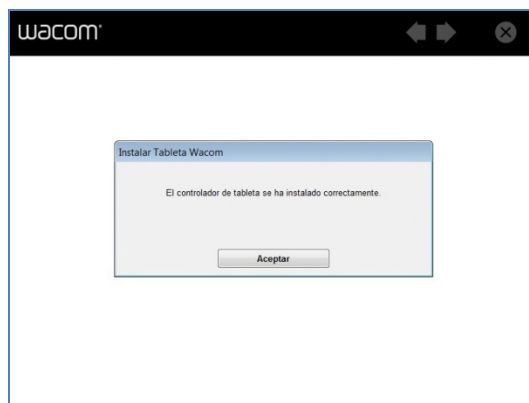 wacom
Instalar Tableta Wacom
El controlador de tableta se ha instalado correctamente.
Aceptar